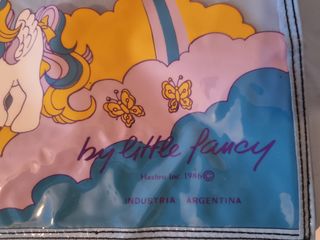 by little fancy
Hasbro Inc. 1986 ©
INDUSTRIA ARGENTINA